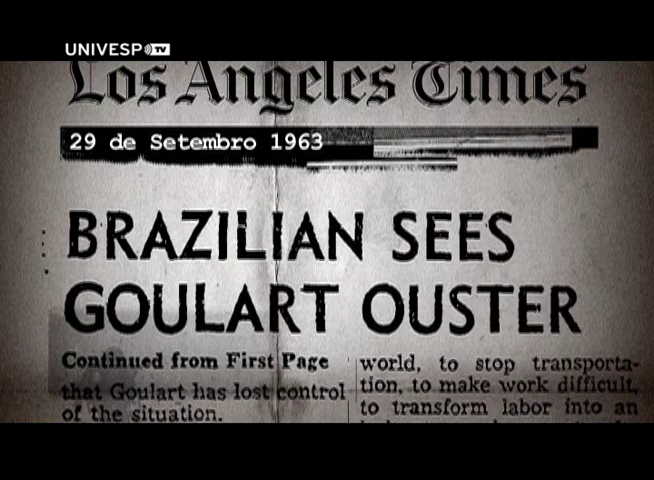 UNIVESP TV
Los Angeles Times
29 de Setembro 1963
BRAZILIAN SEES
GOULART OUSTER
Continued from First Page
that Goulart has lost control
of the situation.
world, to stop transporta-
tion, to make work difficult,
to transform labor into an